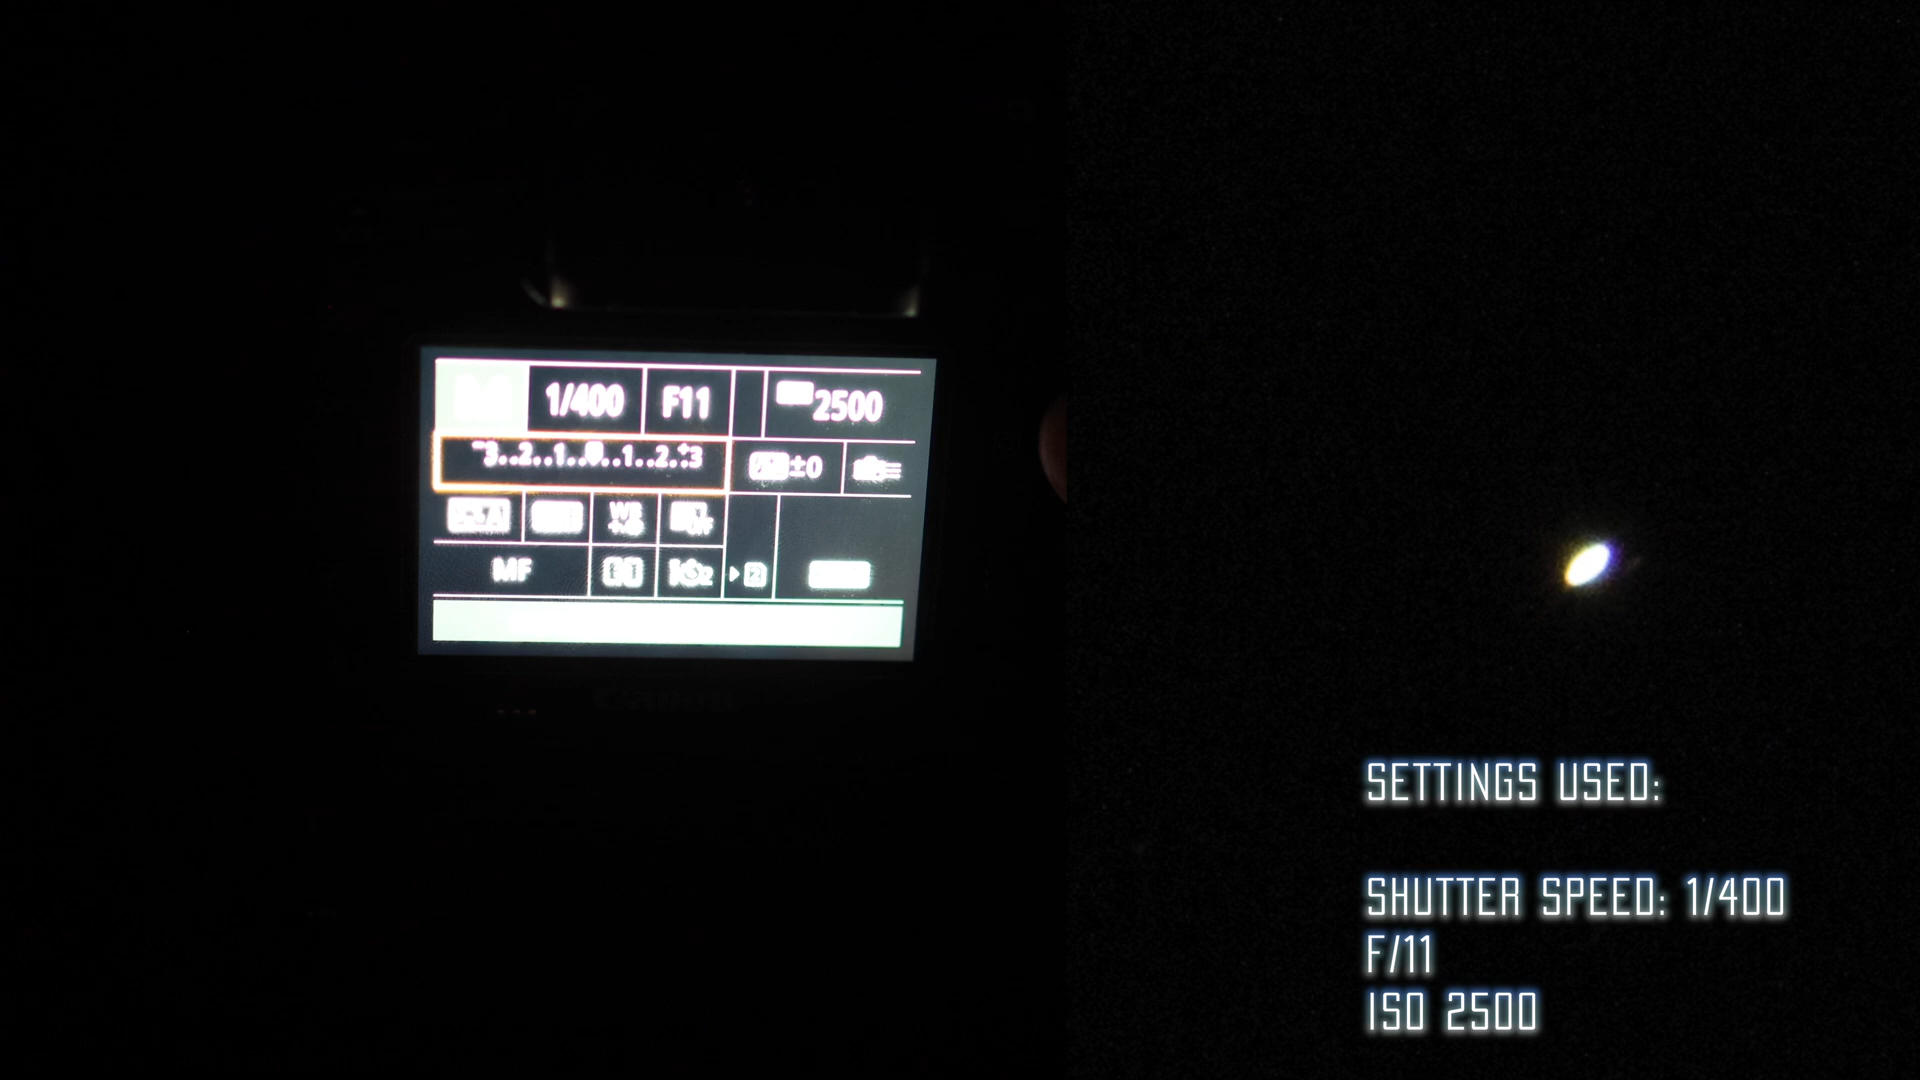 1/400 F11 2500
-3..2..1..0..1..2..+3 ±0
WB
MF
SETTINGS USED:
SHUTTER SPEED: 1/400
F/11
ISO 2500